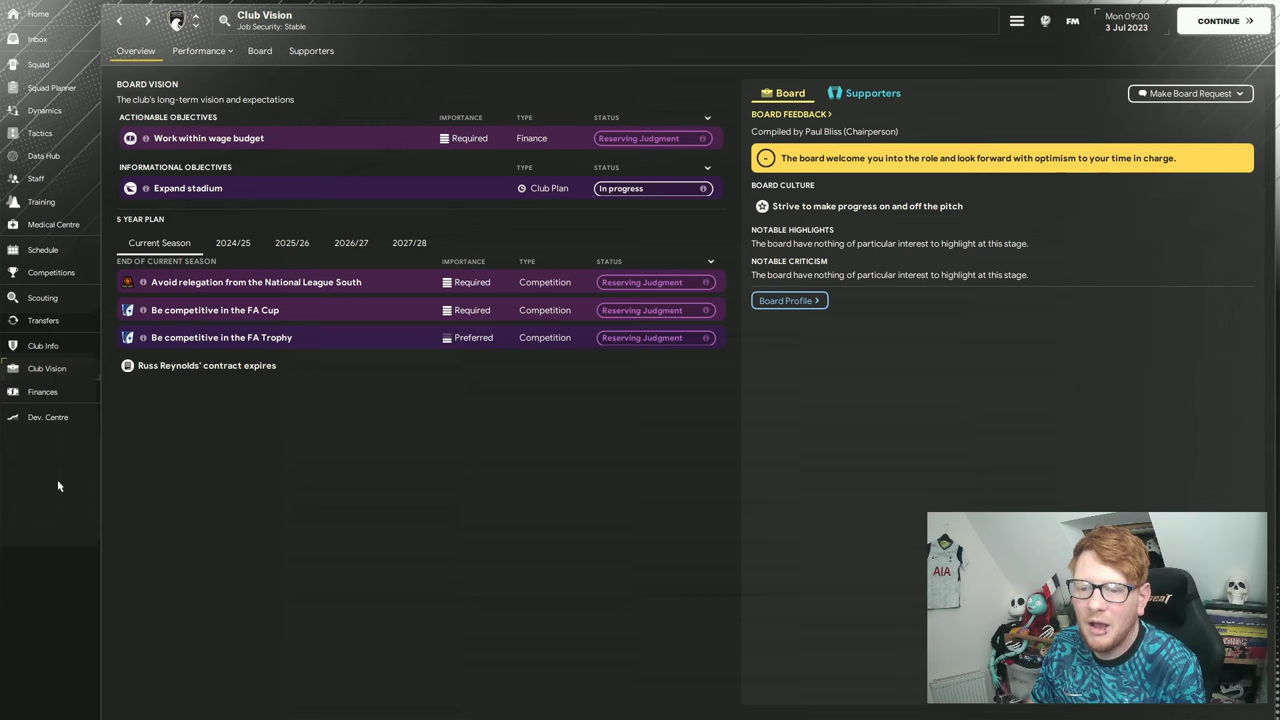 Home
Inbox
Squad
Squad Planner
Dynamics
Tactics
Data Hub
Staff
Training
Medical Centre
Schedule
Competitions
Scouting
Transfers
Club Info
Club Vision
Finances
Dev. Centre
Club Vision
Job Security: Stable
FM
Mon 09:00
3 Jul 2023
CONTINUE
Overview Performance Board Supporters
BOARD VISION
The club's long-term vision and expectations
ACTIONABLE OBJECTIVES IMPORTANCE TYPE STATUS
Work within wage budget Required Finance Reserving Judgment
INFORMATIONAL OBJECTIVES TYPE STATUS
Expand stadium Club Plan In progress
5 YEAR PLAN
Current Season 2024/25 2025/26 2026/27 2027/28
END OF CURRENT SEASON IMPORTANCE TYPE STATUS
Avoid relegation from the National League South Required Competition Reserving Judgment
Be competitive in the FA Cup Required Competition Reserving Judgment
Be competitive in the FA Trophy Preferred Competition Reserving Judgment
Russ Reynolds' contract expires
Board Supporters Make Board Request
BOARD FEEDBACK
Compiled by Paul Bliss (Chairperson)
The board welcome you into the role and look forward with optimism to your time in charge.
BOARD CULTURE
Strive to make progress on and off the pitch
NOTABLE HIGHLIGHTS
The board have nothing of particular interest to highlight at this stage.
NOTABLE CRITICISM
The board have nothing of particular interest to highlight at this stage.
Board Profile
AIA